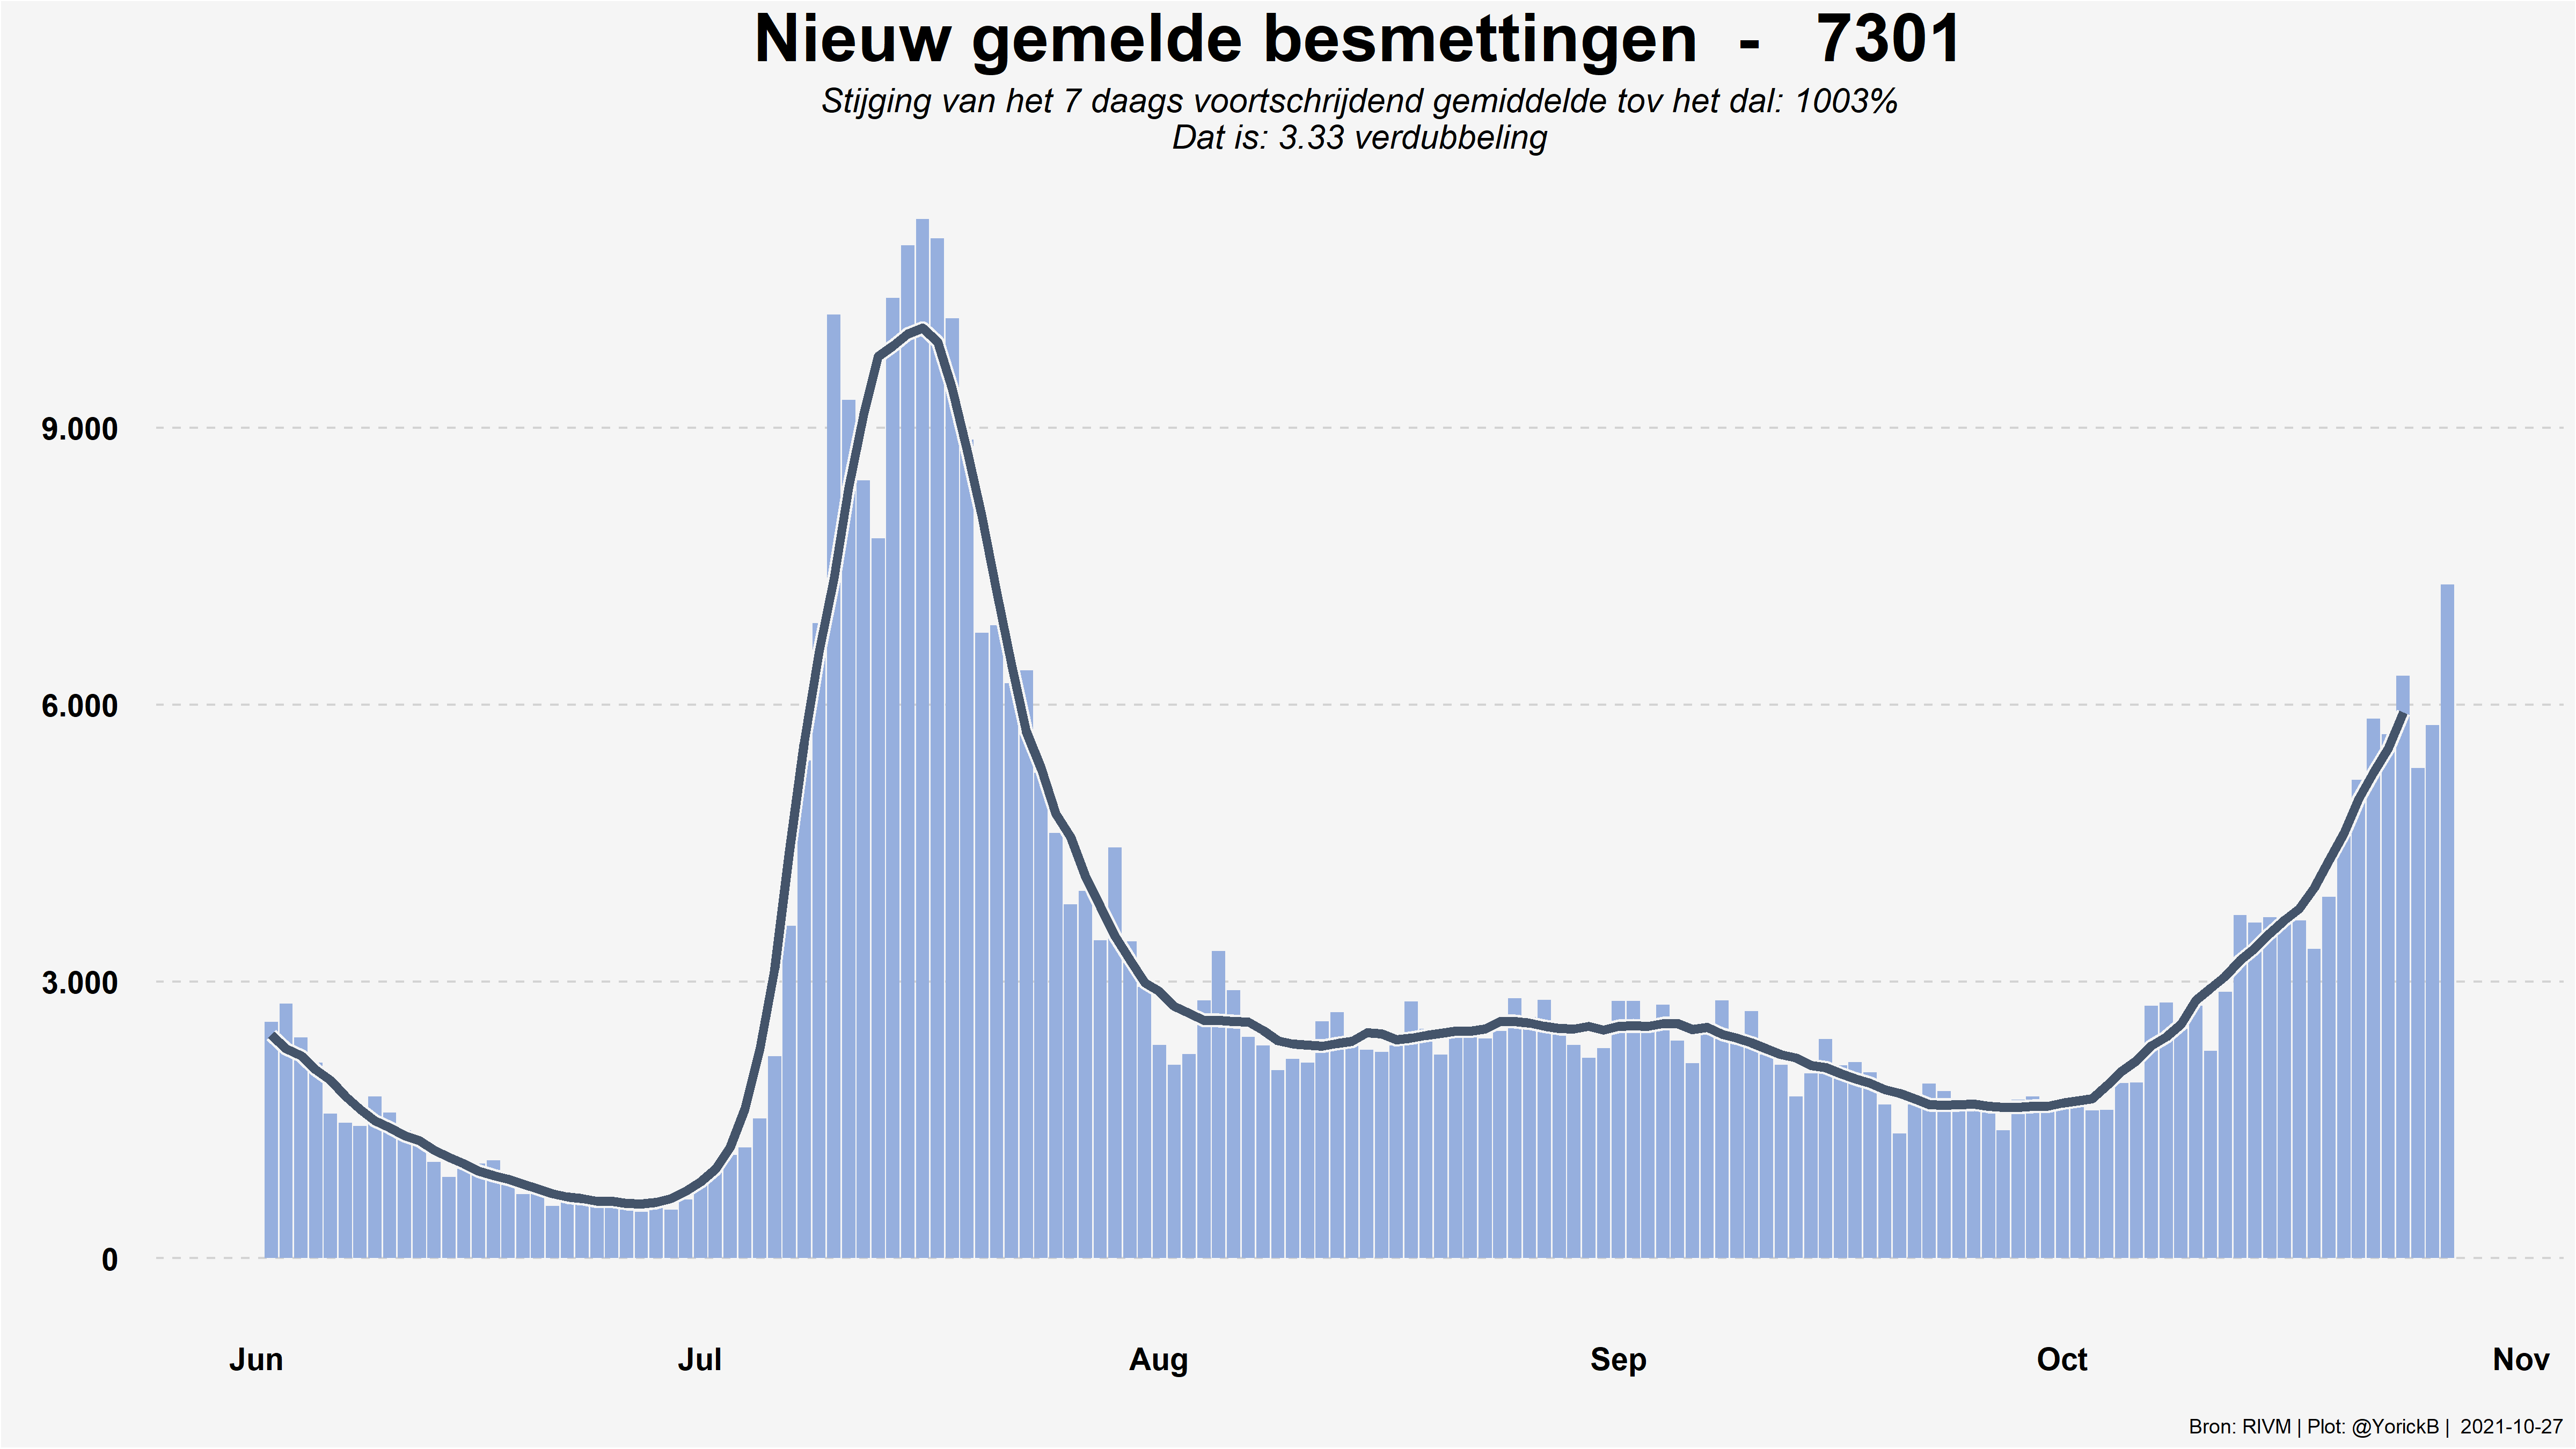 Nieuw gemelde besmettingen - 7301
Stijging van het 7 daags voortschrijdend gemiddelde tov het dal: 1003%
Dat is: 3.33 verdubbeling
9.000
6.000
3.000
0
Jun Jul Aug Sep Oct Nov
Bron: RIVM | Plot: @YorickB | 2021-10-27